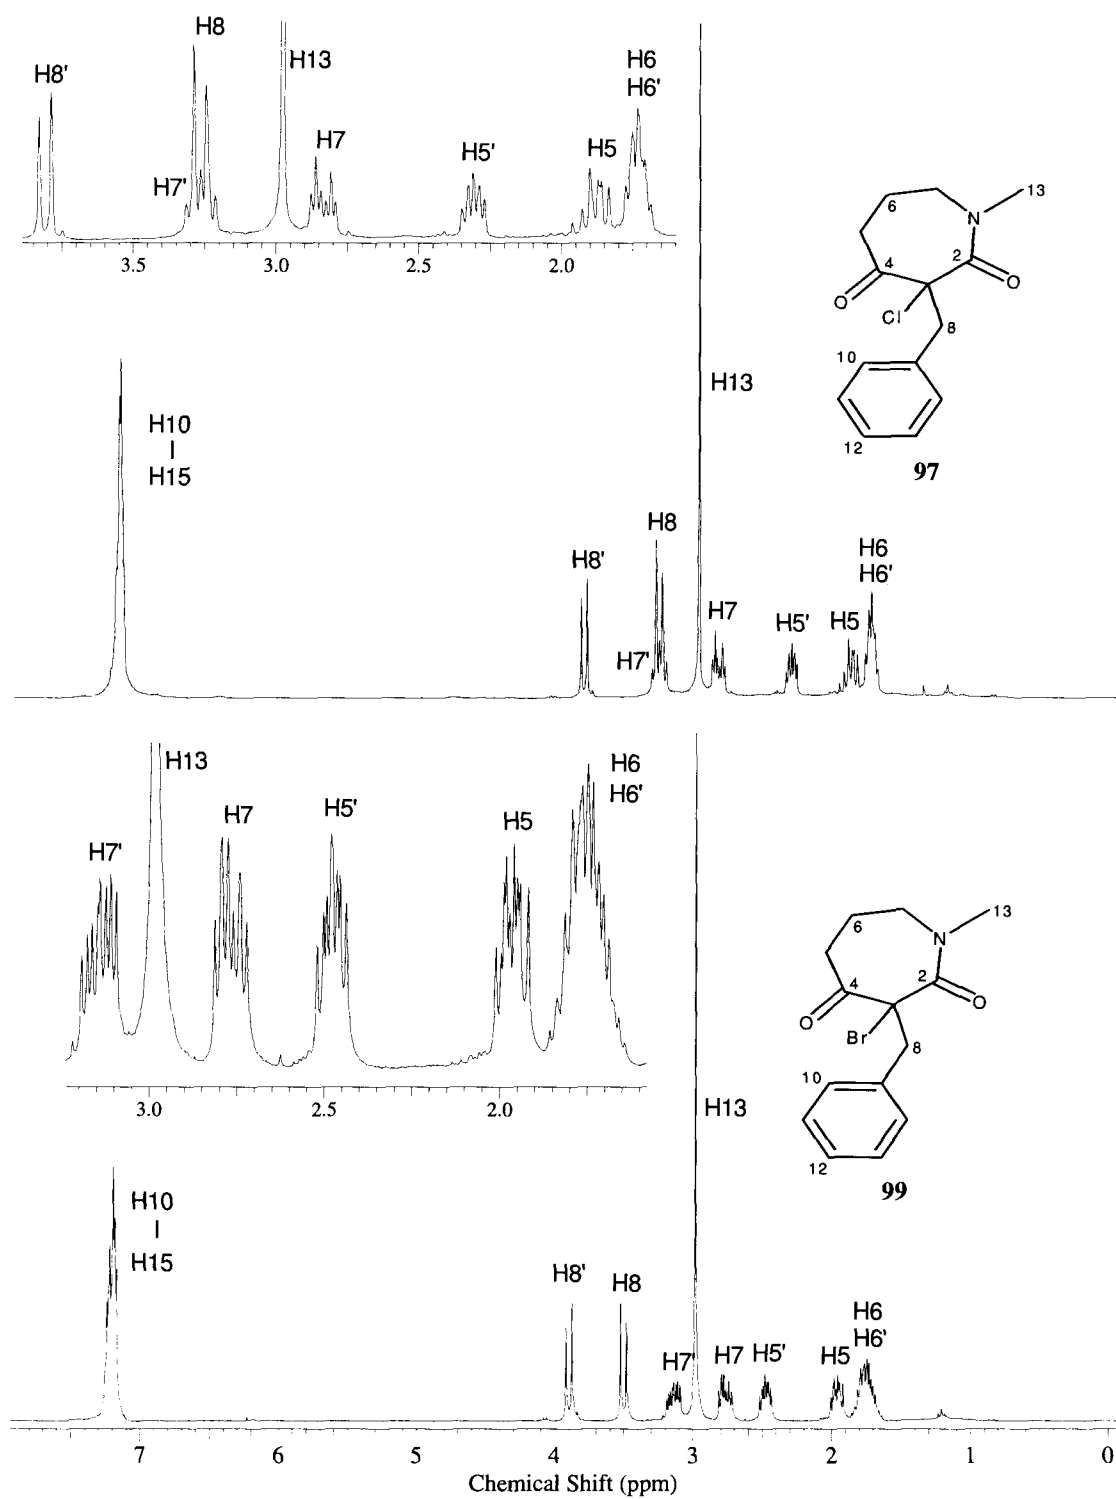 H8'
H8
H13
H7'
H7
H5'
H5
H6
H6'
3.5
3.0
2.5
2.0
6
N
13
4
2
O
O
Cl
8
10
12
97
H10
H15
H8'
H8
H13
H7'
H7
H5'
H5
H6
H6'
H7'
H13
H7
H5'
H5
H6
H6'
3.0
2.5
2.0
6
N
13
4
2
O
O
Br
8
10
12
99
H10
H15
H8'
H8
H7'
H13
H7
H5'
H5
H6
H6'
7
6
5
4
3
2
1
0
Chemical Shift (ppm)